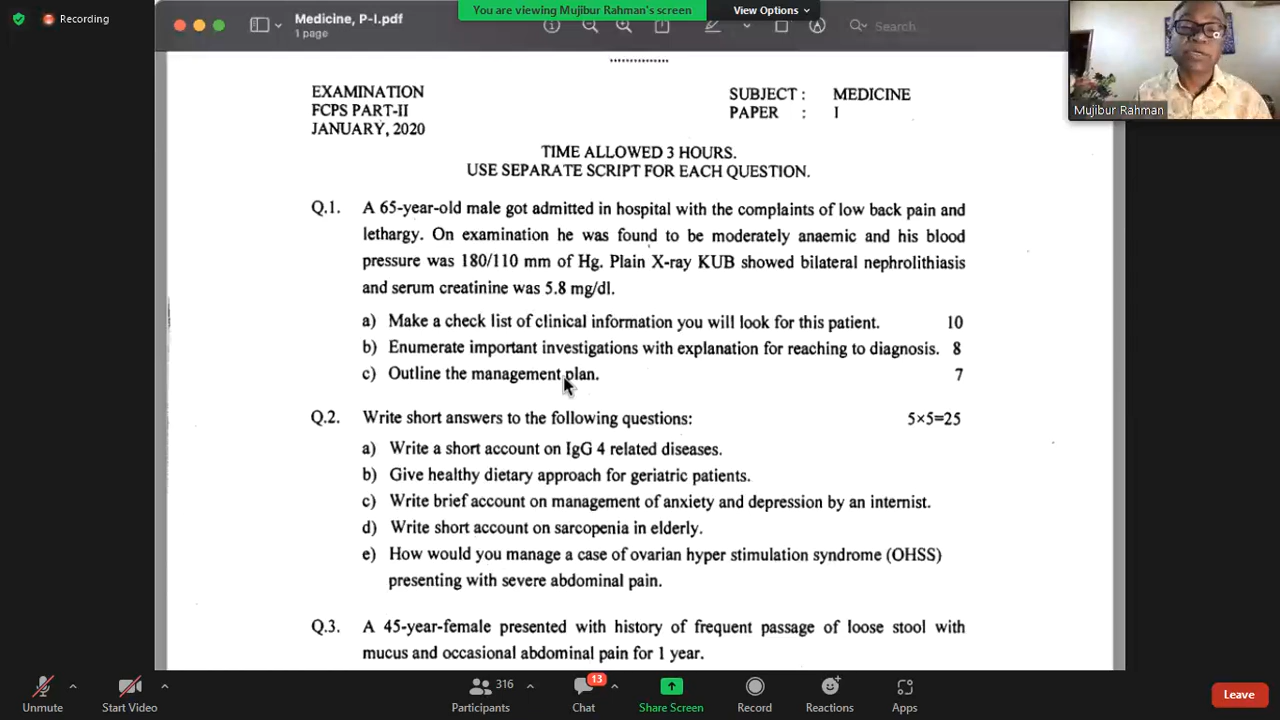 Recording
Medicine, P-I.pdf
1 page
You are viewing Mujibur Rahman's screen
View Options
Search
Mujibur Rahman
EXAMINATION
FCPS PART-II
JANUARY, 2020
SUBJECT : MEDICINE
PAPER : I
TIME ALLOWED 3 HOURS.
USE SEPARATE SCRIPT FOR EACH QUESTION.
Q.1. A 65-year-old male got admitted in hospital with the complaints of low back pain and
lethargy. On examination he was found to be moderately anaemic and his blood
pressure was 180/110 mm of Hg. Plain X-ray KUB showed bilateral nephrolithiasis
and serum creatinine was 5.8 mg/dl.
a) Make a check list of clinical information you will look for this patient. 10
b) Enumerate important investigations with explanation for reaching to diagnosis. 8
c) Outline the management plan. 7
Q.2. Write short answers to the following questions: 5×5=25
a) Write a short account on IgG 4 related diseases.
b) Give healthy dietary approach for geriatric patients.
c) Write brief account on management of anxiety and depression by an internist.
d) Write short account on sarcopenia in elderly.
e) How would you manage a case of ovarian hyper stimulation syndrome (OHSS)
presenting with severe abdominal pain.
Q.3. A 45-year-female presented with history of frequent passage of loose stool with
mucus and occasional abdominal pain for 1 year.
Unmute
Start Video
316
Participants
13
Chat
Share Screen
Record
Reactions
Apps
Leave